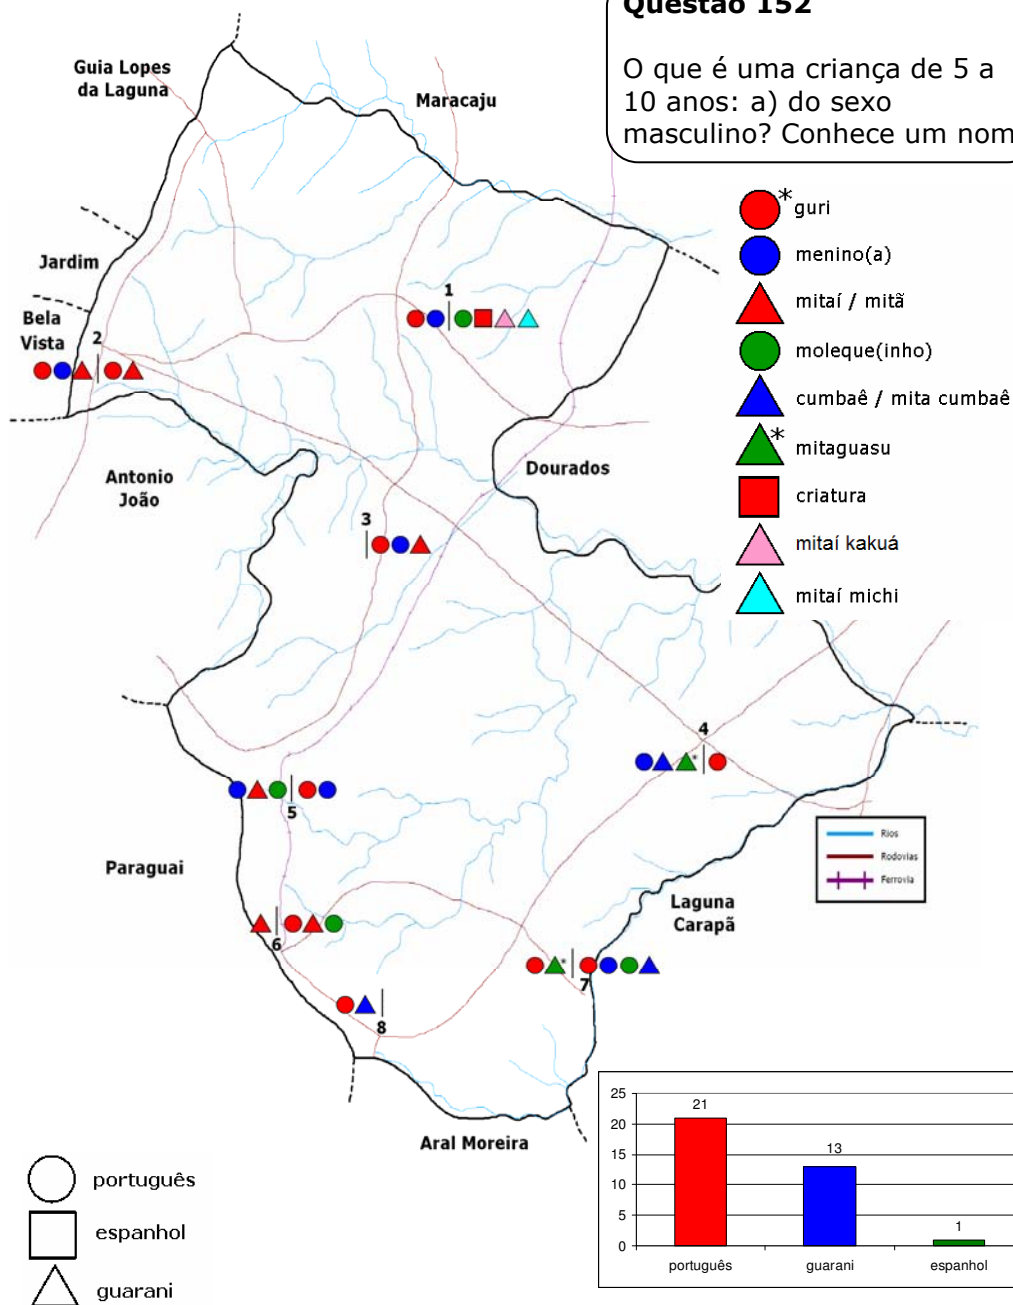 Questão 152
O que é uma criança de 5 a
10 anos: a) do sexo
masculino? Conhece um nom
Guia Lopes
da Laguna
Maracaju
* guri
menino(a)
mitaí / mitã
moleque(inho)
cumbaê / mita cumbaê
* mitaguasu
criatura
mitaí kakuá
mitaí michi
Jardim
Bela
Vista
1
2
Antonio
João
Dourados
3
4
*
5
Paraguai
Rios
Rodovias
Ferrovia
Laguna
Carapã
6
*
7
8
Aral Moreira
português
espanhol
guarani
25
20
15
10
5
0
21
13
1
português
guarani
espanhol